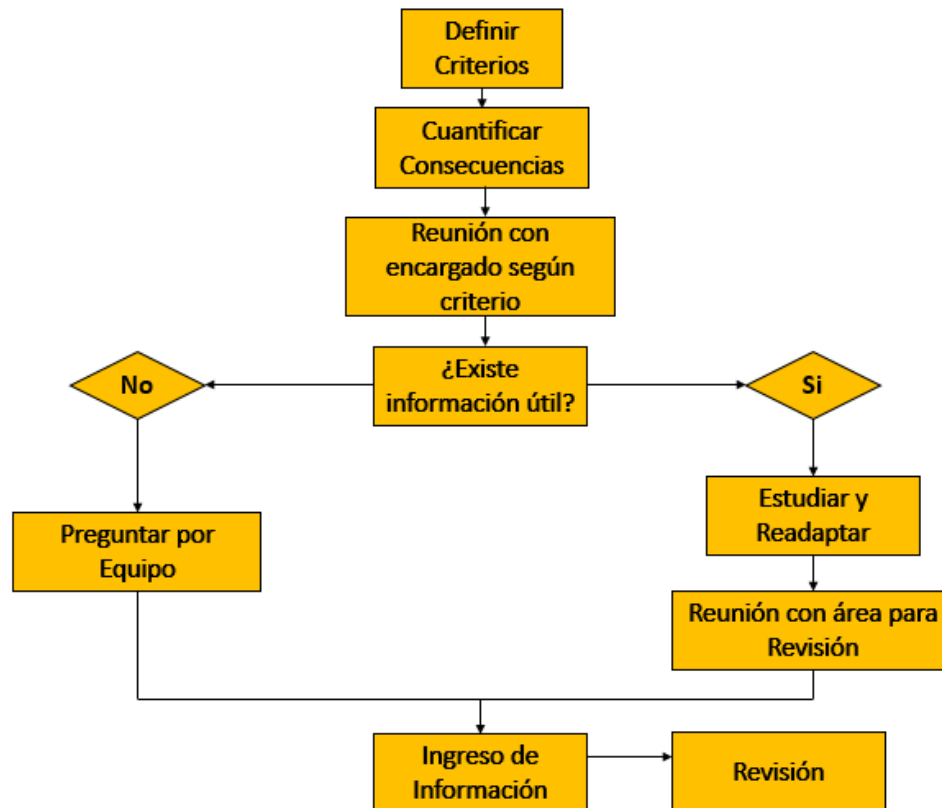 Definir
Criterios
Cuantificar
Consecuencias
Reunión con
encargado según
criterio
¿Existe
información útil?
No
Si
Preguntar por
Equipo
Estudiar y
Readaptar
Reunión con área para
Revisión
Ingreso de
Información
Revisión